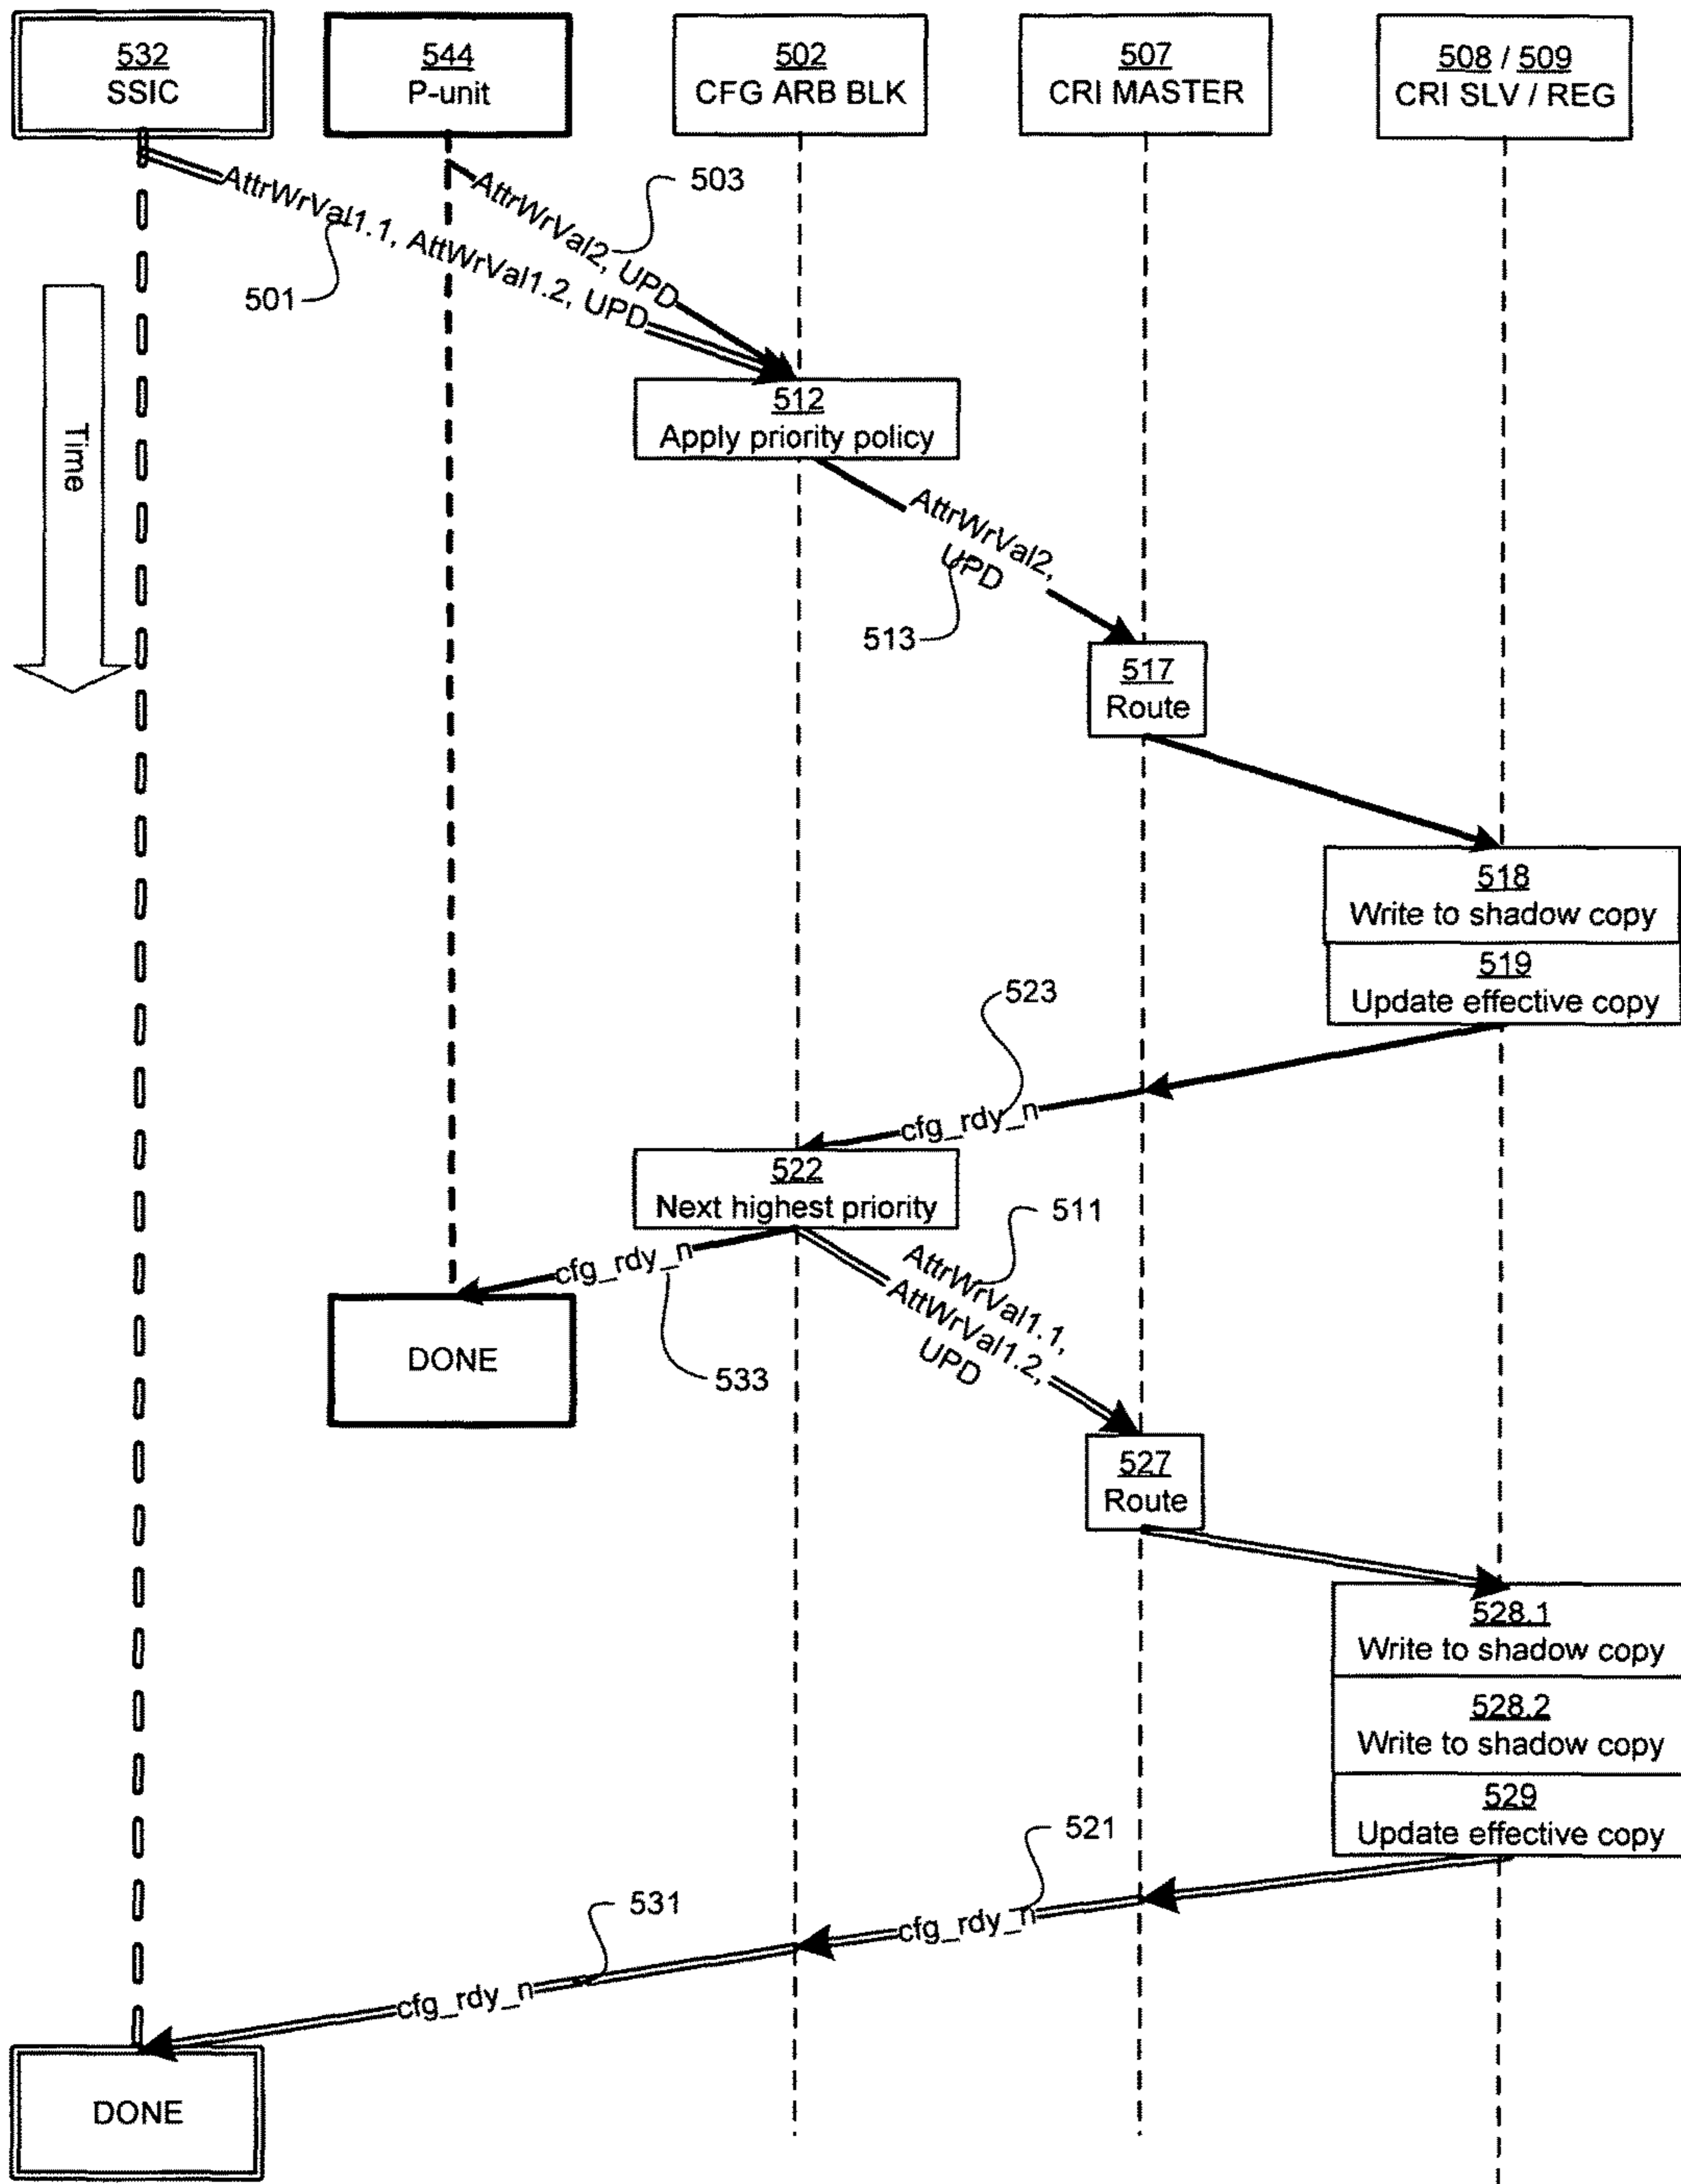 532
SSIC
544
P-unit
502
CFG ARB BLK
507
CRI MASTER
508 / 509
CRI SLV / REG
503
AttrWrVal2, UPD
AttrWrVal1.1, AttWrVal1.2, UPD
501
Time
512
Apply priority policy
AttrWrVal2,
UPD
513
517
Route
518
Write to shadow copy
519
Update effective copy
523
cfg_rdy_n
522
Next highest priority
511
cfg_rdy_n
AttrWrVal1.1,
AttWrVal1.2,
UPD
DONE
533
527
Route
528.1
Write to shadow copy
528.2
Write to shadow copy
529
Update effective copy
521
cfg_rdy_n
531
cfg_rdy_n
DONE